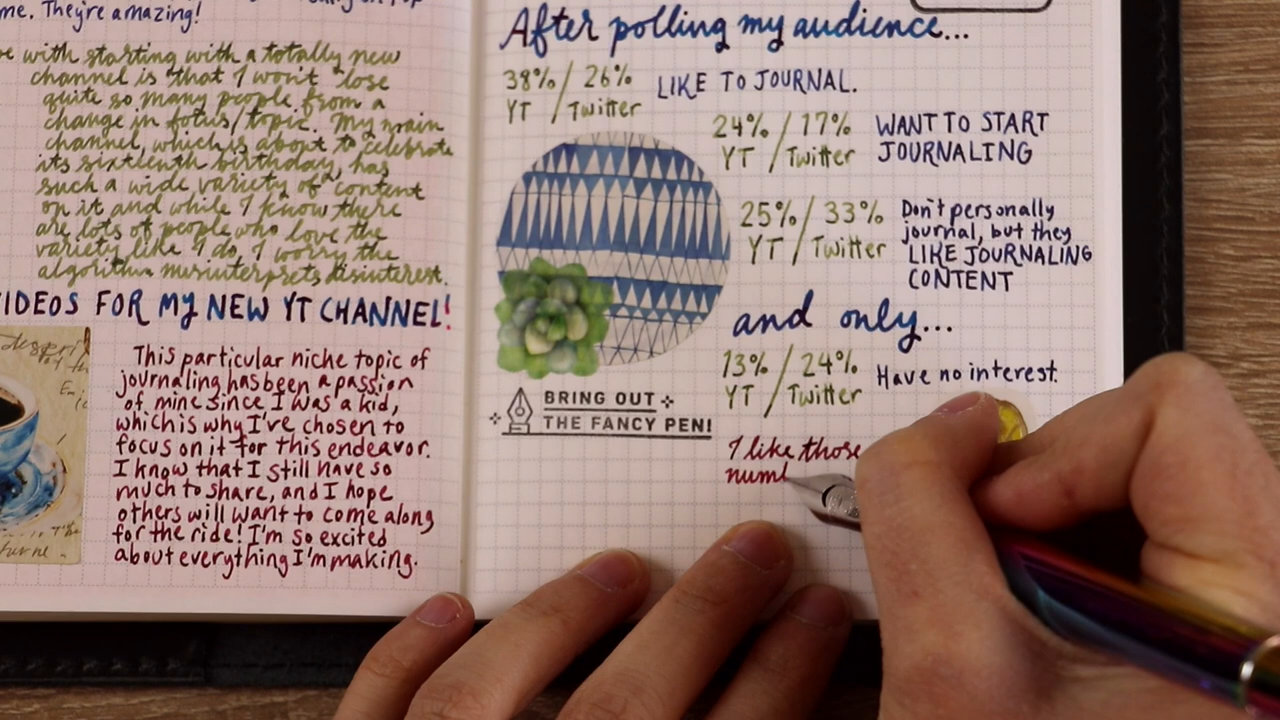 me. They're amazing!
with starting with a totally new
channel is that I won't lose
quite so many people from a
change in focus/topic. My main
channel, which is about to celebrate
its sixteenth birthday, has
such a wide variety of content
on it and while I know there
are lots of people who love the
variety like I do, I worry the
algorithm misinterprets disinterest.
VIDEOS FOR MY NEW YT CHANNEL!
This particular niche topic of
journaling has been a passion
of mine since I was a kid,
which is why I've chosen to
focus on it for this endeavor.
I know that I still have so
much to share, and I hope
others will want to come along
for the ride! I'm so excited
about everything I'm making.
After polling my audience...
38% / 26% LIKE TO JOURNAL.
YT / Twitter
24% / 17% WANT TO START
YT / Twitter JOURNALING
25% / 33% Don't personally
YT / Twitter journal, but they
LIKE JOURNALING
CONTENT
and only...
13% / 24% Have no interest.
YT / Twitter
BRING OUT
THE FANCY PEN!
I like those
numb